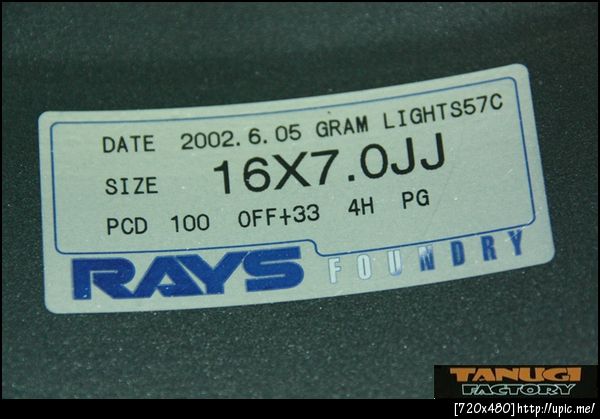 DATE 2002.6.05 GRAM LIGHTS57C
SIZE 16X7.0JJ
PCD 100 OFF+33 4H PG
RAYS FOUNDRY
TANUGI
FACTORY
[720x480]http://upic.me/